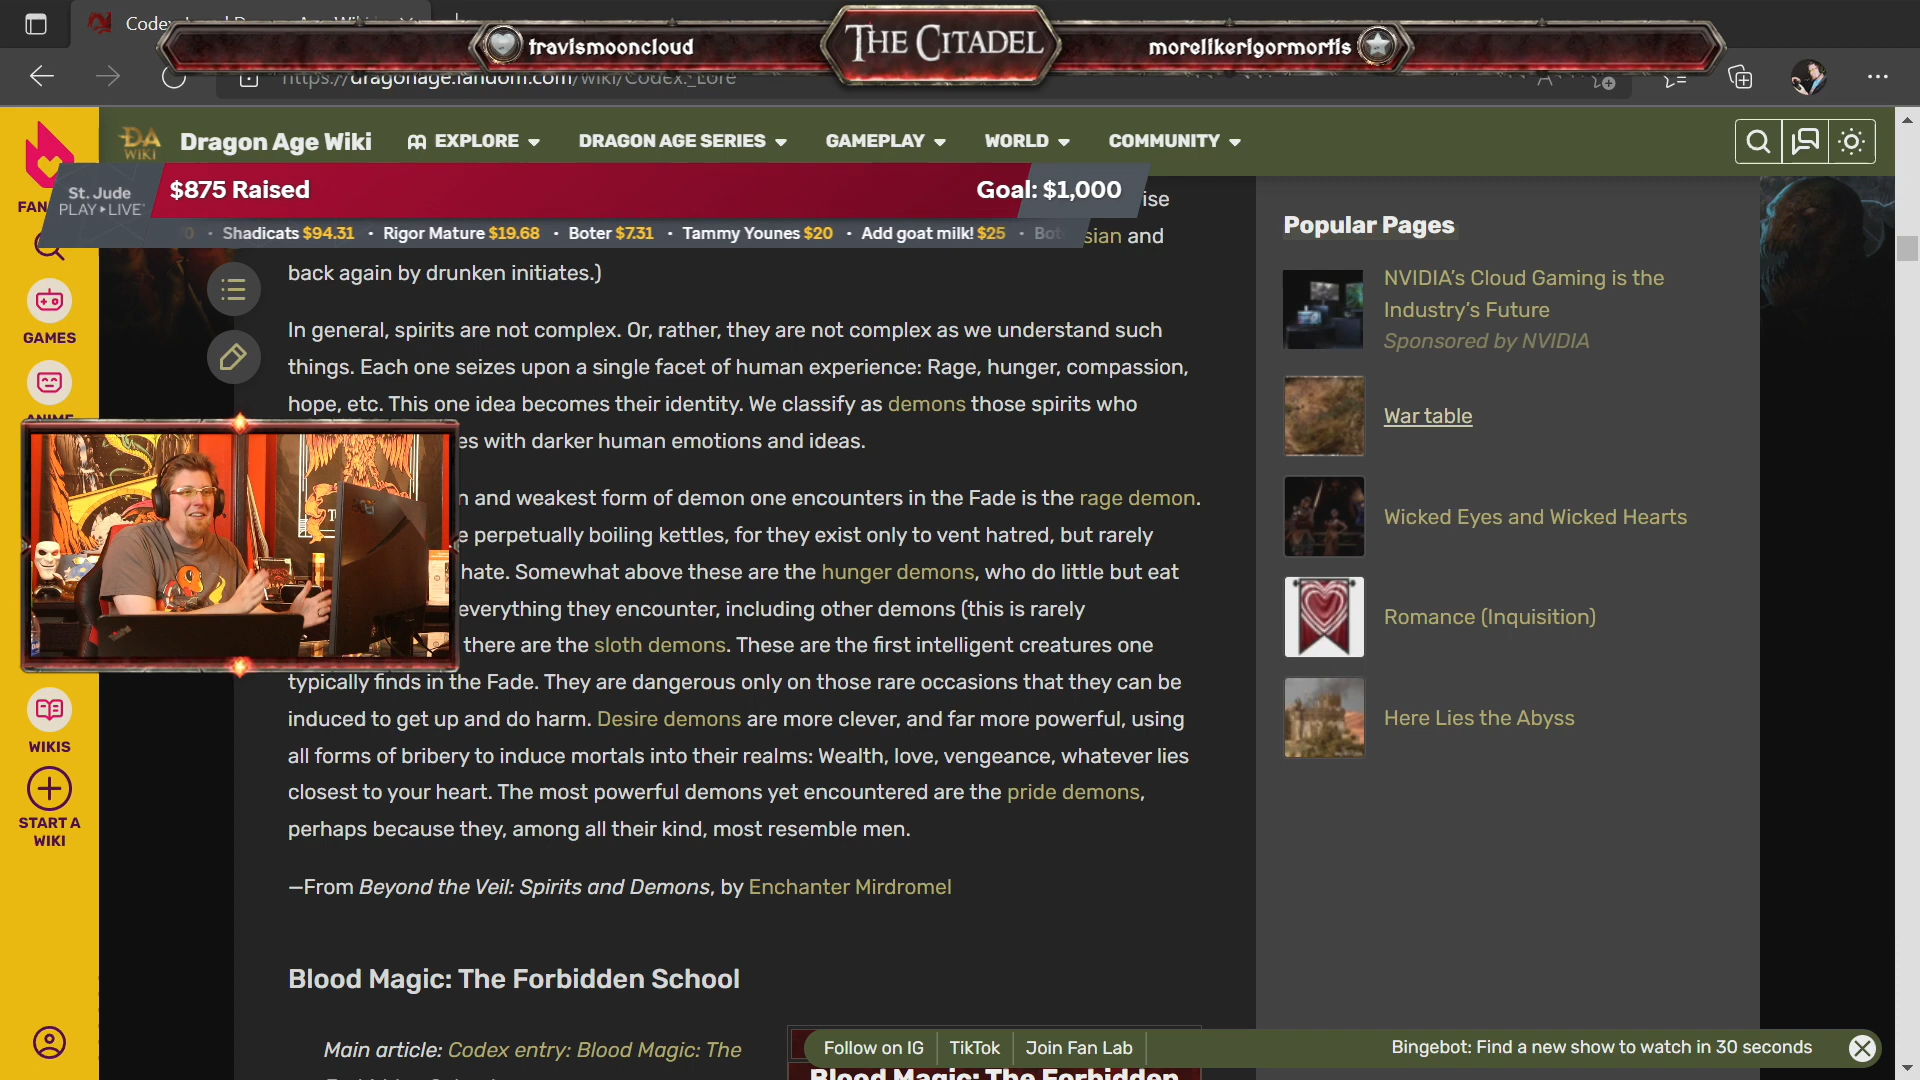 THE CITADEL
travismooncloud
morelikerigormortis
https://dragonage.fandom.com/wiki/Codex:_Lore
DA
WIKI
Dragon Age Wiki
EXPLORE
DRAGON AGE SERIES
GAMEPLAY
WORLD
COMMUNITY
St. Jude
PLAY LIVE
$875 Raised
Goal: $1,000
Shadicats $94.31 • Rigor Mature $19.68 • Boter $7.31 • Tammy Younes $20 • Add goat milk! $25
GAMES
ANIME
WIKIS
START A
WIKI
and
back again by drunken initiates.)
In general, spirits are not complex. Or, rather, they are not complex as we understand such
things. Each one seizes upon a single facet of human experience: Rage, hunger, compassion,
hope, etc. This one idea becomes their identity. We classify as demons those spirits who
with darker human emotions and ideas.
and weakest form of demon one encounters in the Fade is the rage demon.
perpetually boiling kettles, for they exist only to vent hatred, but rarely
hate. Somewhat above these are the hunger demons, who do little but eat
everything they encounter, including other demons (this is rarely
there are the sloth demons. These are the first intelligent creatures one
typically finds in the Fade. They are dangerous only on those rare occasions that they can be
induced to get up and do harm. Desire demons are more clever, and far more powerful, using
all forms of bribery to induce mortals into their realms: Wealth, love, vengeance, whatever lies
closest to your heart. The most powerful demons yet encountered are the pride demons,
perhaps because they, among all their kind, most resemble men.
—From Beyond the Veil: Spirits and Demons, by Enchanter Mirdromel
Blood Magic: The Forbidden School
Main article: Codex entry: Blood Magic: The
Blood Magic: The Forbidden
Popular Pages
NVIDIA's Cloud Gaming is the
Industry's Future
Sponsored by NVIDIA
War table
Wicked Eyes and Wicked Hearts
Romance (Inquisition)
Here Lies the Abyss
Follow on IG
TikTok
Join Fan Lab
Bingebot: Find a new show to watch in 30 seconds